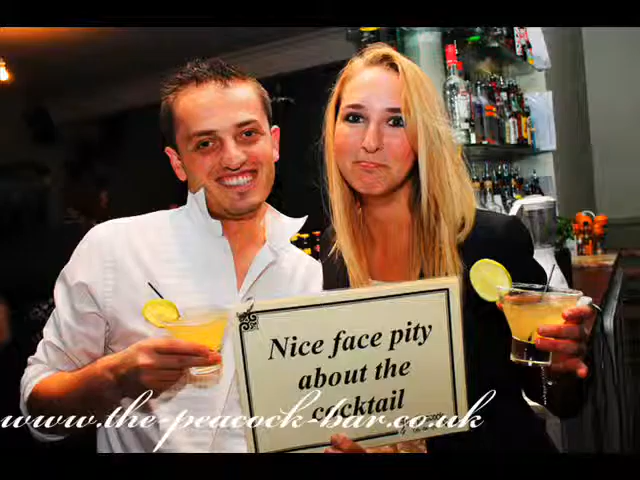 Nice face pity
about the
cocktail
www.the-peacock-bar.co.uk